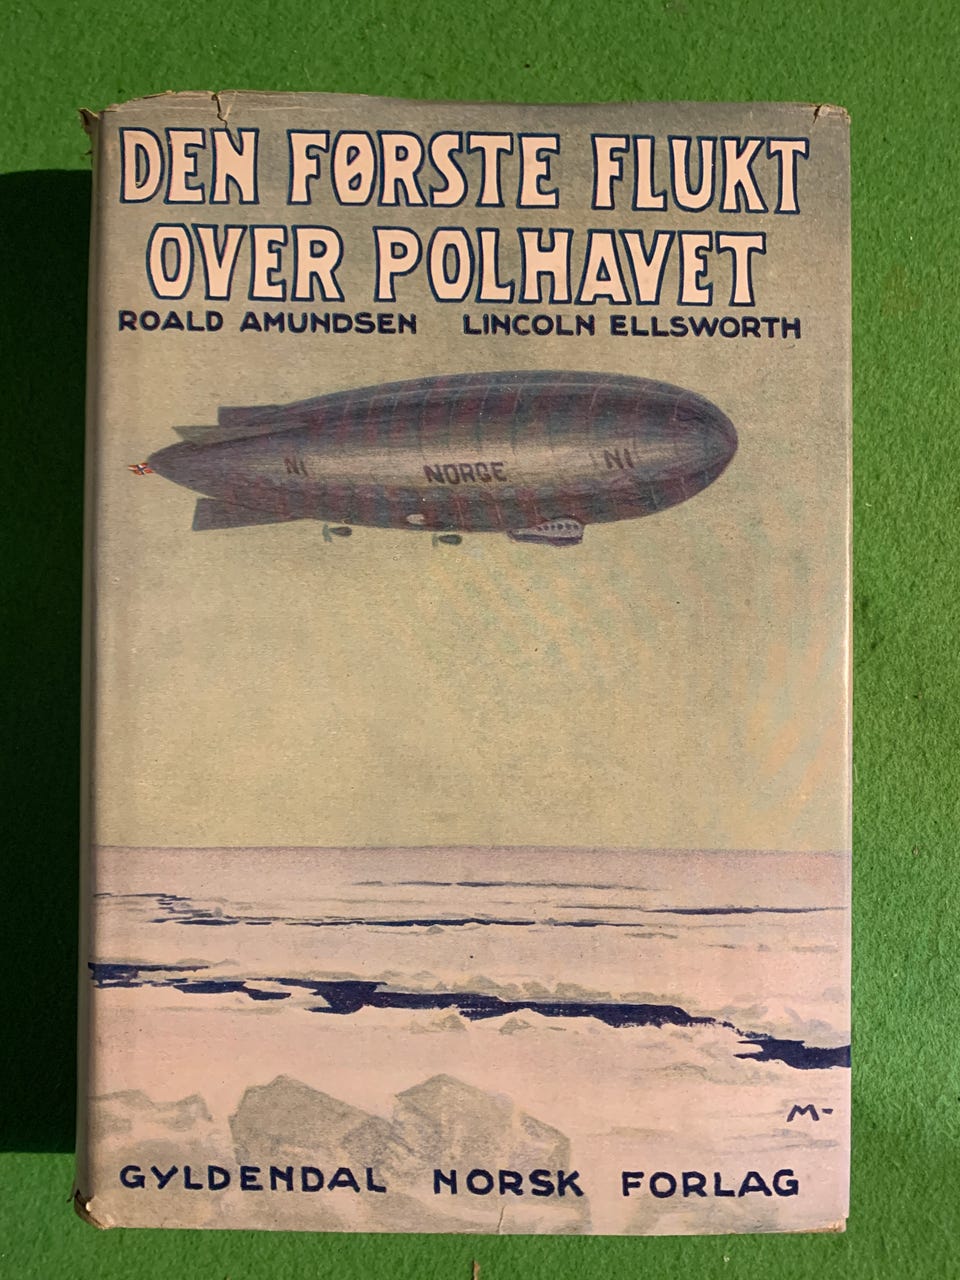 DEN FØRSTE FLUKT
OVER POLHAVET
ROALD AMUNDSEN LINCOLN ELLSWORTH
N1 NORGE N1
M-
GYLDENDAL NORSK FORLAG